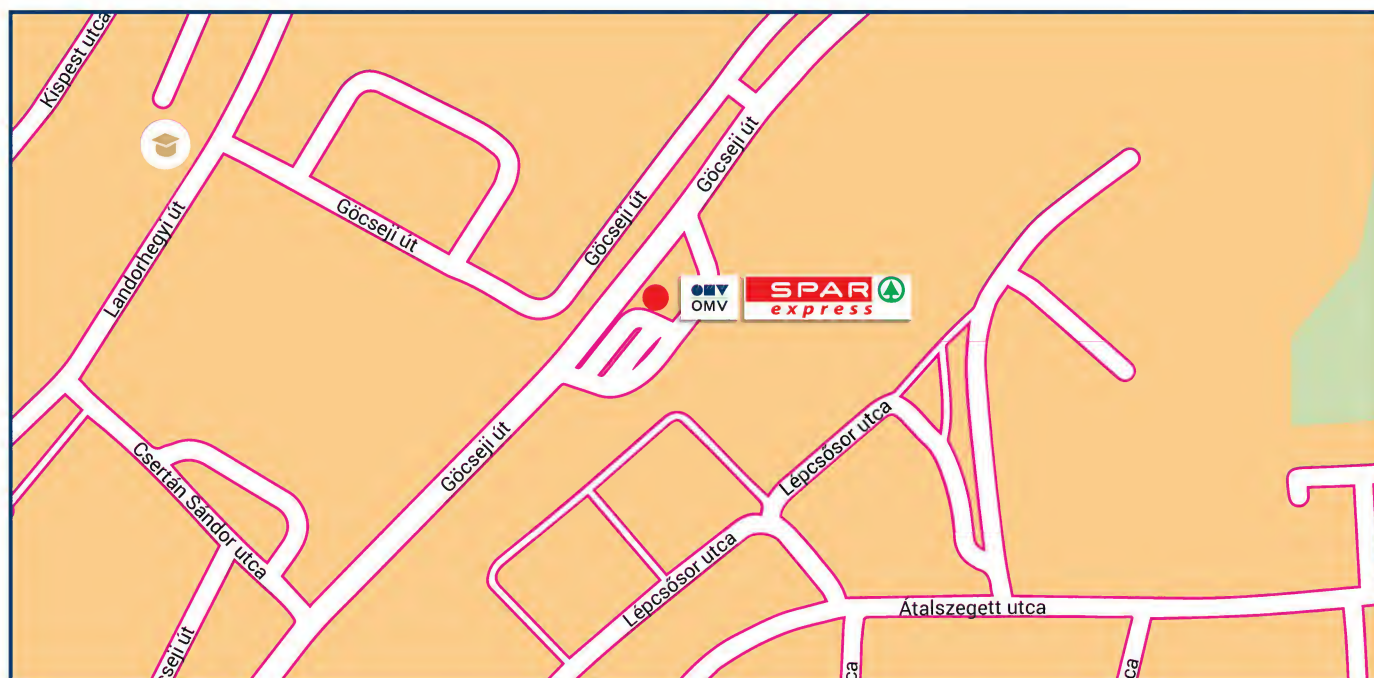 Kispest utca
Göcseji út
Göcseji út
Göcseji út
Landorhegyi út
OMV
OMV
SPAR
express
Göcseji út
Lépcsősor utca
Csertán Sándor utca
Lépcsősor utca
Átalszegett utca